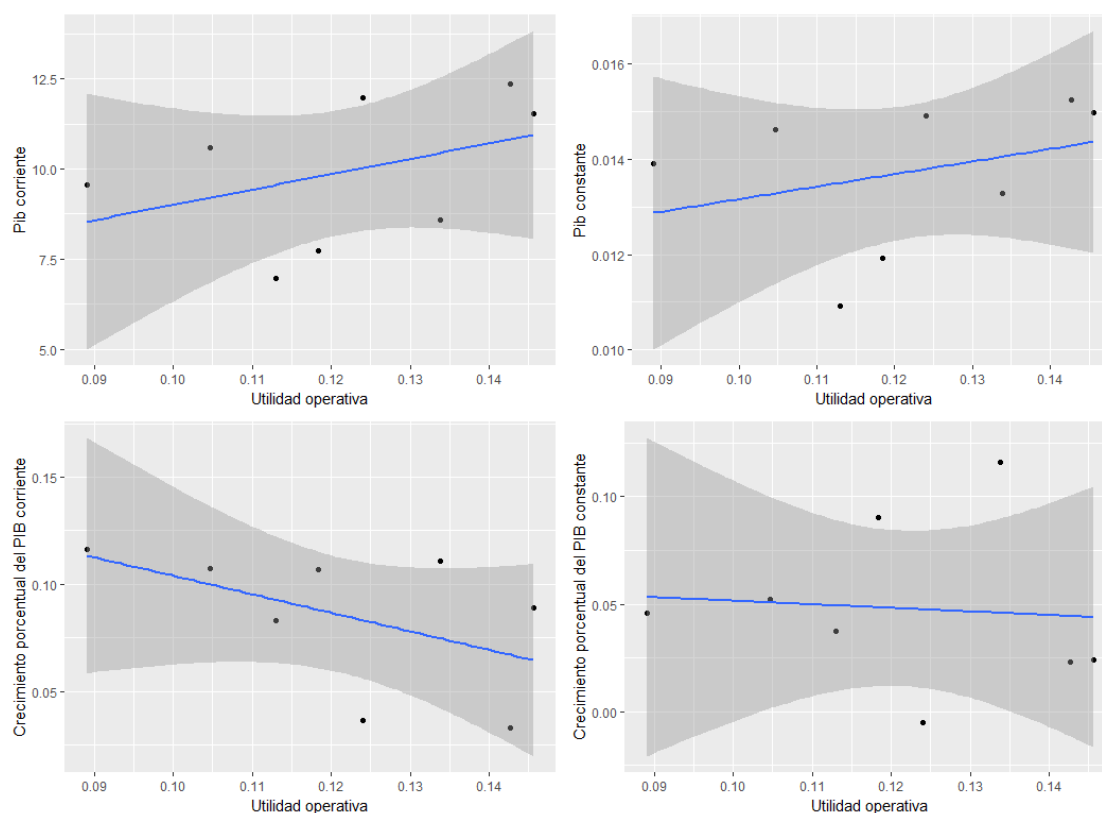 12.5
10.0
7.5
5.0
Pib corriente
0.09 0.10 0.11 0.12 0.13 0.14
Utilidad operativa
0.016
0.014
0.012
0.010
Pib constante
0.09 0.10 0.11 0.12 0.13 0.14
Utilidad operativa
0.15
0.10
0.05
Crecimiento porcentual del PIB corriente
0.09 0.10 0.11 0.12 0.13 0.14
Utilidad operativa
0.10
0.05
0.00
Crecimiento porcentual del PIB constante
0.09 0.10 0.11 0.12 0.13 0.14
Utilidad operativa